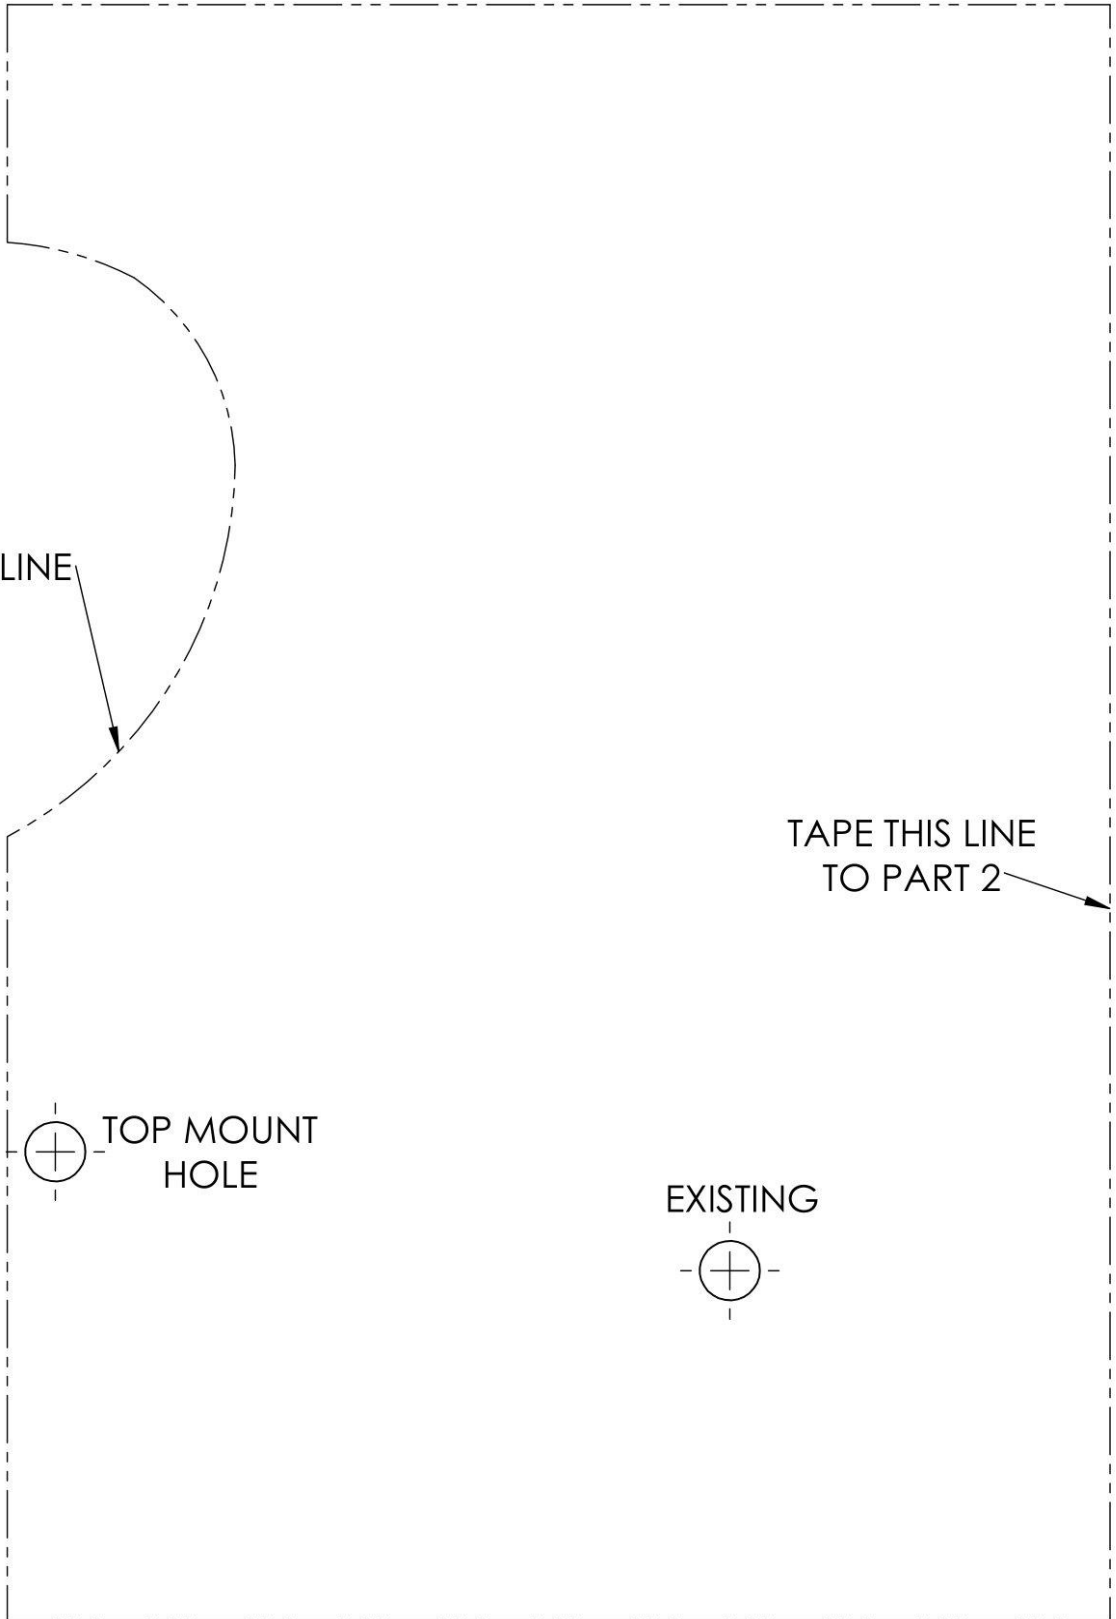 LINE
TAPE THIS LINE
TO PART 2
TOP MOUNT
HOLE
EXISTING